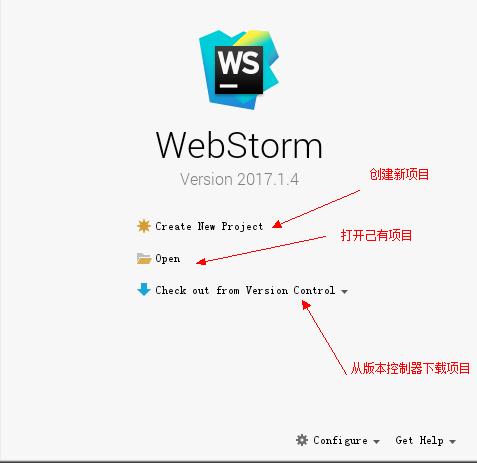 WS
WebStorm
Version 2017.1.4
创建新项目
Create New Project
打开己有项目
Open
Check out from Version Control
从版本控制器下载项目
Configure Get Help